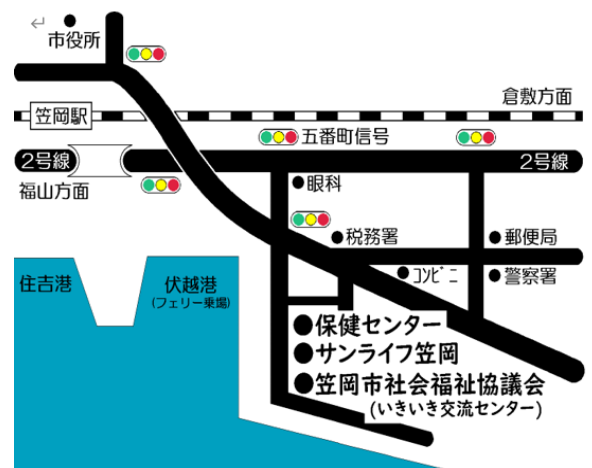 市役所
倉敷方面
笠岡駅
五番町信号
2号線
2号線
福山方面
眼科
税務署
郵便局
コンビニ
警察署
住吉港
伏越港
(フェリー乗場)
保健センター
サンライフ笠岡
笠岡市社会福祉協議会
(いきいき交流センター)